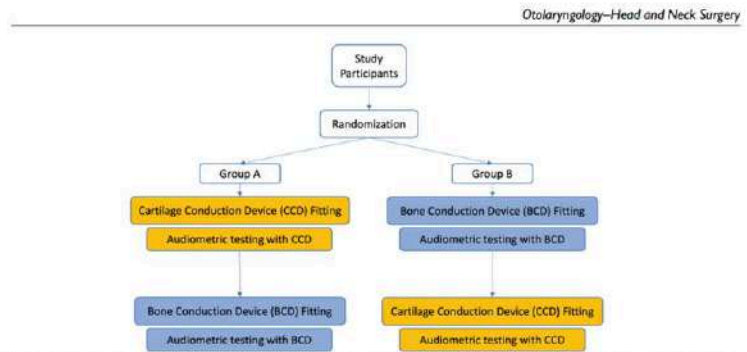 Otolaryngology–Head and Neck Surgery
Study
Participants
Randomization
Group A
Group B
Cartilage Conduction Device (CCD) Fitting
Audiometric testing with CCD
Bone Conduction Device (BCD) Fitting
Audiometric testing with BCD
Bone Conduction Device (BCD) Fitting
Audiometric testing with BCD
Cartilage Conduction Device (CCD) Fitting
Audiometric testing with CCD